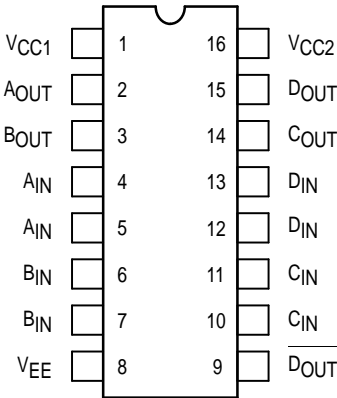 VCC1 1 16 VCC2
AOUT 2 15 DOUT
BOUT 3 14 COUT
AIN 4 13 DIN
AIN 5 12 DIN
BIN 6 11 CIN
BIN 7 10 CIN
VEE 8 9 D̅O̅U̅T̅